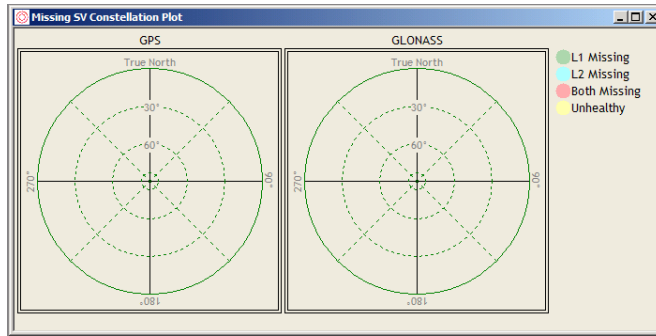 Missing SV Constellation Plot
GPS
GLONASS
True North
30°
60°
270°
90°
180°
True North
30°
60°
270°
90°
180°
L1 Missing
L2 Missing
Both Missing
Unhealthy